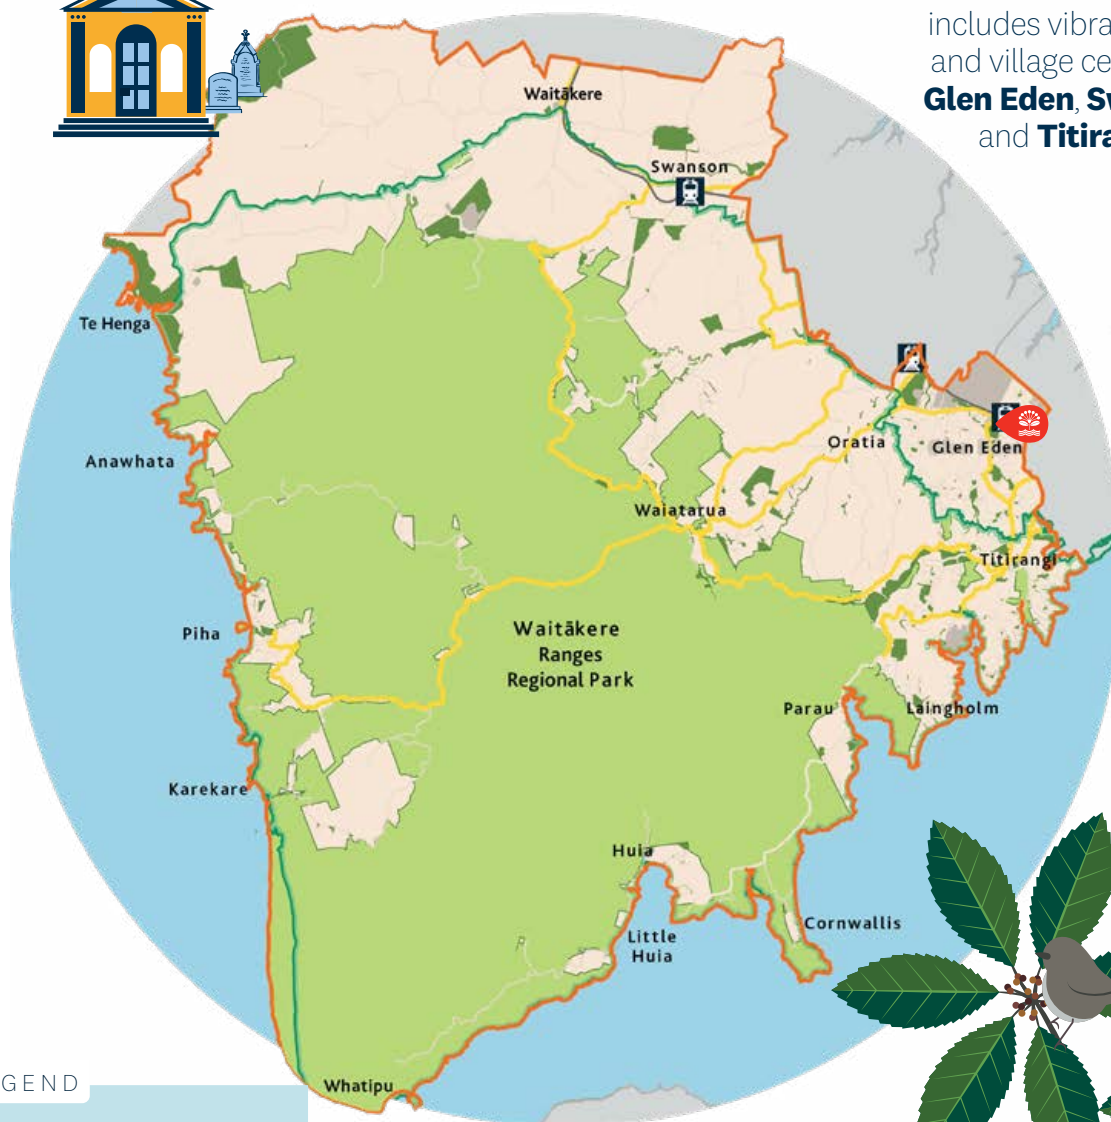 includes vibra
and village ce
Glen Eden, Sw
and Titira
Waitākere
Swanson
Te Henga
Oratia
Glen Eden
Anawhata
Waiatarua
Titirangi
Piha
Waitākere
Ranges
Regional Park
Parau
Laingholm
Karekare
Huia
Cornwallis
Little
Huia
Whatipu
GEND